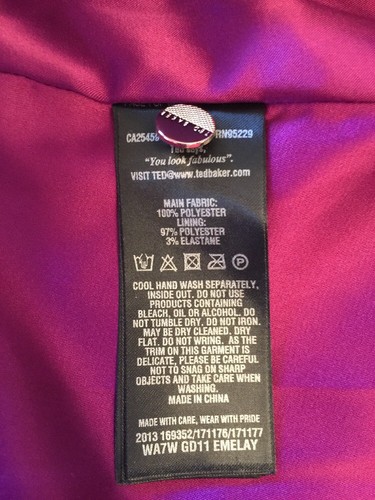 CA25459 RN95229
Ted says,
"You look fabulous".
VISIT TED@www.tedbaker.com
MAIN FABRIC:
100% POLYESTER
LINING:
97% POLYESTER
3% ELASTANE
P
COOL HAND WASH SEPARATELY,
INSIDE OUT. DO NOT USE
PRODUCTS CONTAINING
BLEACH, OIL OR ALCOHOL. DO
NOT TUMBLE DRY. DO NOT IRON.
MAY BE DRY CLEANED. DRY
FLAT. DO NOT WRING. AS THE
TRIM ON THIS GARMENT IS
DELICATE, PLEASE BE CAREFUL
NOT TO SNAG ON SHARP
OBJECTS AND TAKE CARE WHEN
WASHING.
MADE IN CHINA
MADE WITH CARE, WEAR WITH PRIDE
2013 169352/171176/171177
WA7W GD11 EMELAY